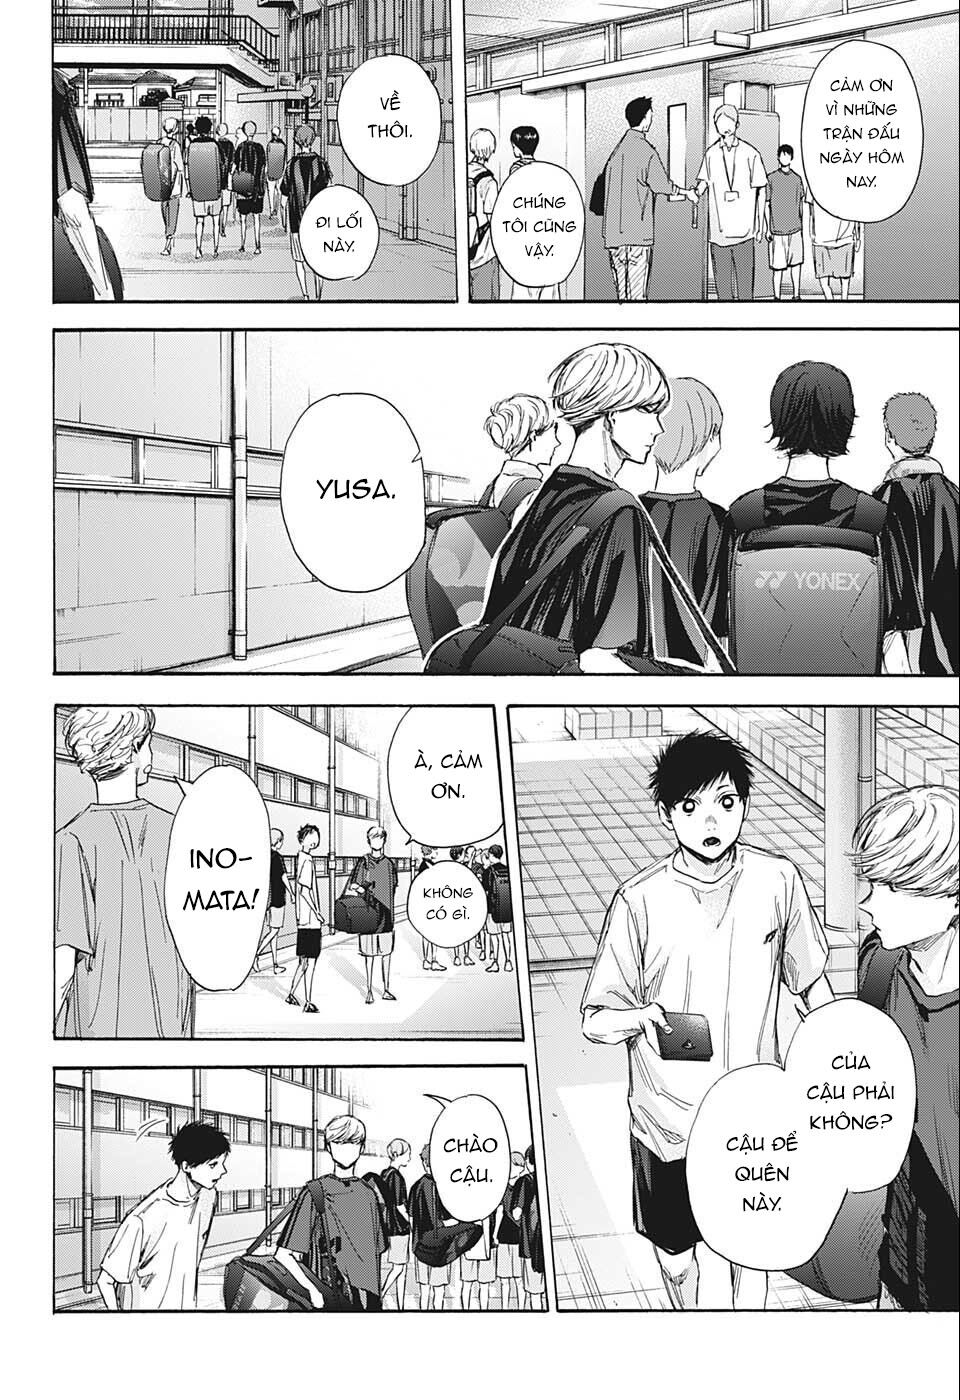 CẢM ƠN
VÌ NHỮNG
TRẬN ĐẤU
NGÀY HÔM
NAY.
CHÚNG
TÔI CŨNG
VẬY.
VỀ
THÔI.
ĐI LỐI
NÀY.
YUSA.
YONEX
CỦA
CẬU PHẢI
KHÔNG?
CẬU ĐỂ
QUÊN
NÀY.
À, CẢM
ƠN.
KHÔNG
CÓ GÌ.
INO-
MATA!
CHÀO
CẬU.